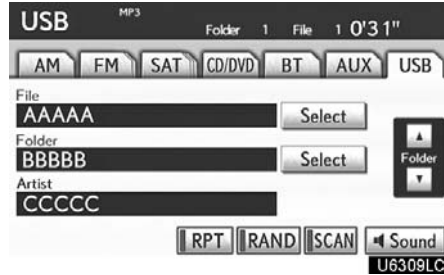 USB MP3 Folder 1 File 1 0'31"
AM FM SAT CD/DVD BT AUX USB
File
AAAAA Select
Folder
BBBBB Select
Folder
Artist
CCCCC
RPT RAND SCAN Sound
U6309LC